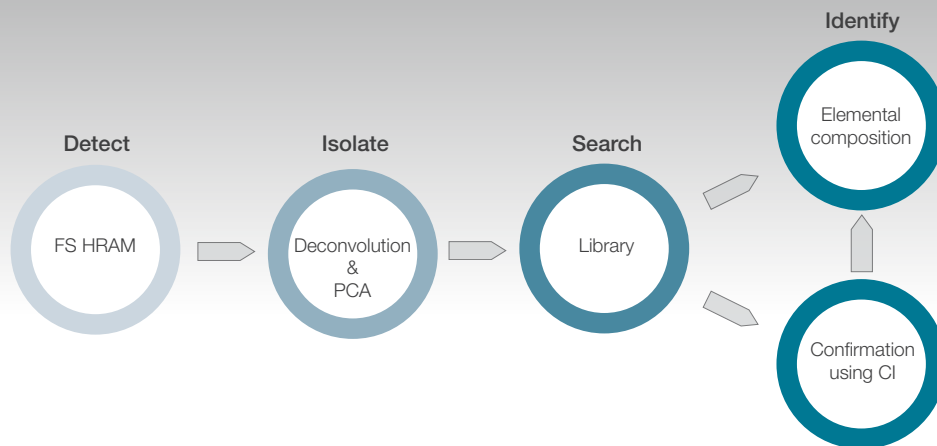 Detect
FS HRAM
Isolate
Deconvolution
&
PCA
Search
Library
Identify
Elemental
composition
Confirmation
using CI